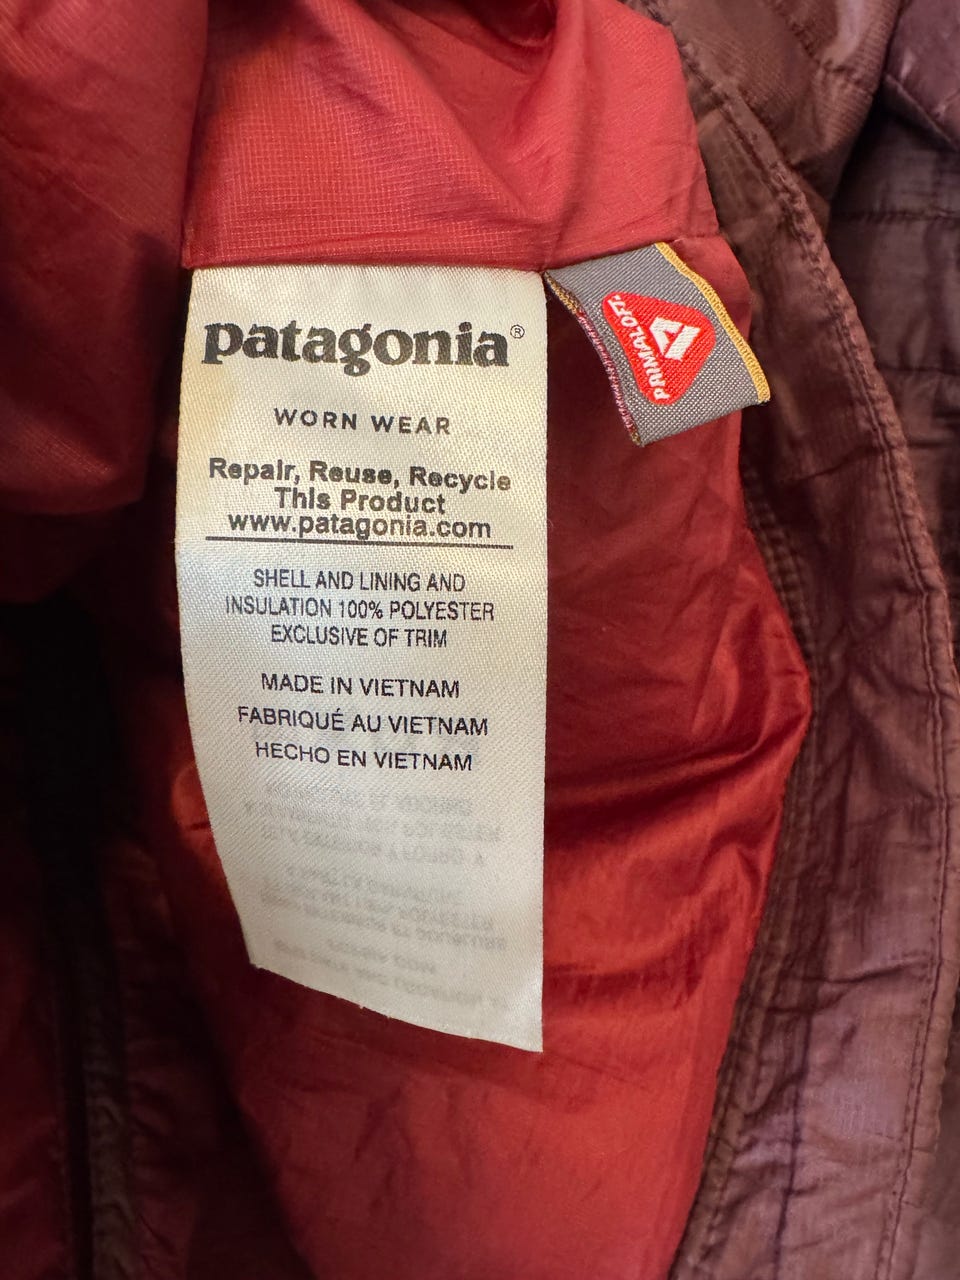 patagonia®
WORN WEAR
Repair, Reuse, Recycle
This Product
www.patagonia.com
SHELL AND LINING AND
INSULATION 100% POLYESTER
EXCLUSIVE OF TRIM
MADE IN VIETNAM
FABRIQUÉ AU VIETNAM
HECHO EN VIETNAM
PRIMALOFT